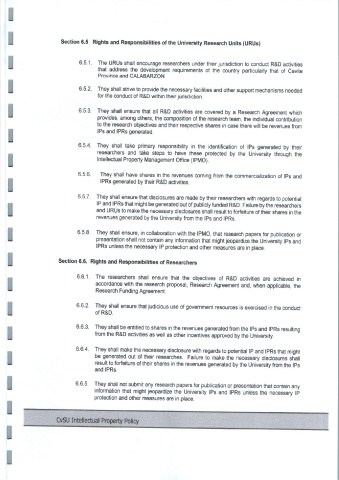 Section 6.5 Rights and Responsibilities of the University Research Units (URUs)
6.5.1. The URUs shall encourage researchers under their jurisdiction to conduct R&D activities
that address the development requirements of the country particularly that of Cavite
Province and CALABARZON
6.5.2. They shall strive to provide the necessary facilities and other support mechanisms needed
for the conduct of R&D within their jurisdiction.
6.5.3. They shall ensure that all R&D activities are covered by a Research Agreement which
provides, among others, the composition of the research team, the individual contribution
to the research objectives and their respective shares in case there will be revenues from
IPs and IPRs generated.
6.5.4. They shall take primary responsibility in the identification of IPs generated by their
researchers and take steps to have these protected by the University through the
Intellectual Property Management Office (IPMO).
5.5.6. They shall have shares in the revenues coming from the commercialization of IPs and
IPRs generated by their R&D activities.
6.5.7. They shall ensure that disclosures are made by their researchers with regards to potential
IP and IPRs that might be generated out of publicly funded R&D. Failure by the researchers
and URUs to make the necessary disclosures shall result to forfeiture of their shares in the
revenues generated by the University from the IPs and IPRs.
6.5.8. They shall ensure, in collaboration with the IPMO, that research papers for publication or
presentation shall not contain any information that might jeopardize the University IPs and
IPRs unless the necessary IP protection and other measures are in place.
Section 6.6. Rights and Responsibilities of Researchers
6.6.1. The researchers shall ensure that the objectives of R&D activities are achieved in
accordance with the research proposal, Research Agreement and, when applicable, the
Research Funding Agreement
6.6.2. They shall ensure that judicious use of government resources is exercised in the conduct
of R&D.
6.6.3. They shall be entitled to shares in the revenues generated from the IPs and IPRs resulting
from the R&D activities as well as other incentives approved by the University.
6.6.4. They shall make the necessary disclosure with regards to potential IP and IPRs that might
be generated out of their researches. Failure to make the necessary disclosures shall
result to forfeiture of their shares in the revenues generated by the University from the IPs
and IPRs.
6.6.5. They shall not submit any research papers for publication or presentation that contain any
information that might jeopardize the University IPs and IPRs unless the necessary IP
protection and other measures are in place.
CvSU Intellectual Property Policy